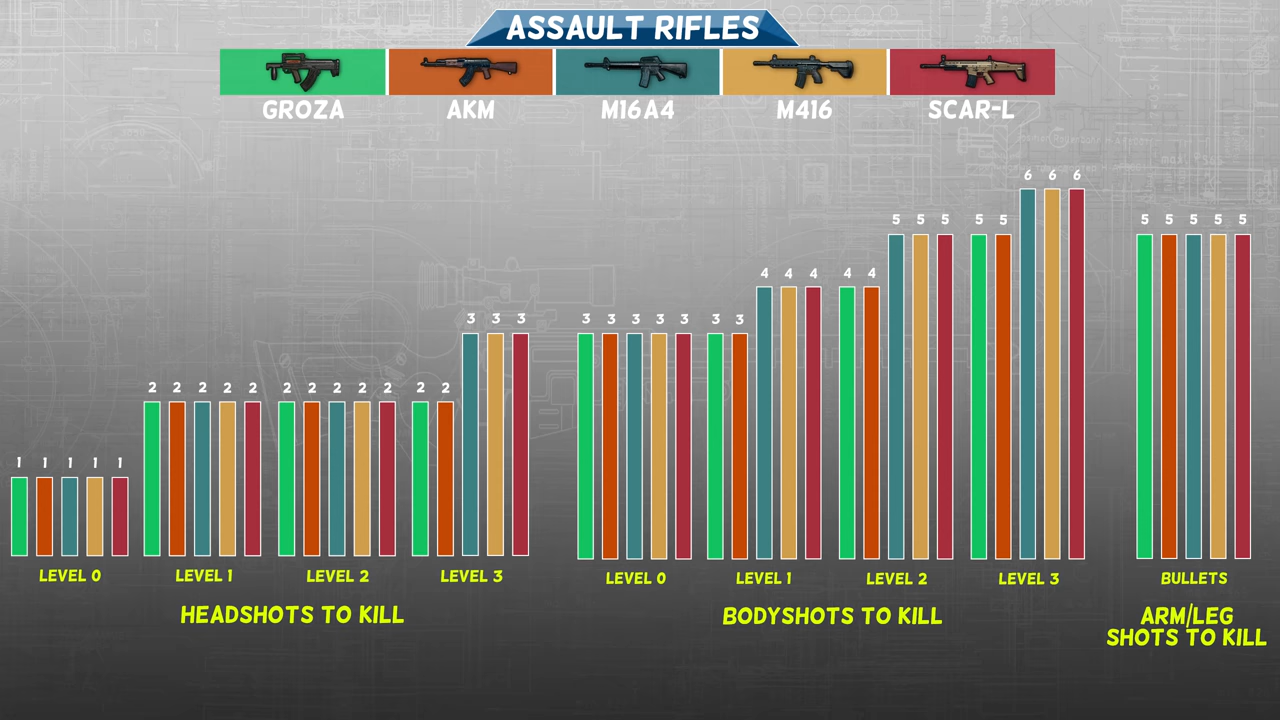 ASSAULT RIFLES
GROZA AKM M16A4 M416 SCAR-L
6 6 6
5 5 5 5 5 5 5 5 5 5
4 4 4 4 4
3 3 3 3 3 3 3 3 3 3
2 2 2 2 2 2 2 2 2 2 2 2
1 1 1 1 1
LEVEL 0 LEVEL 1 LEVEL 2 LEVEL 3 LEVEL 0 LEVEL 1 LEVEL 2 LEVEL 3 BULLETS
HEADSHOTS TO KILL BODYSHOTS TO KILL ARM/LEG
SHOTS TO KILL